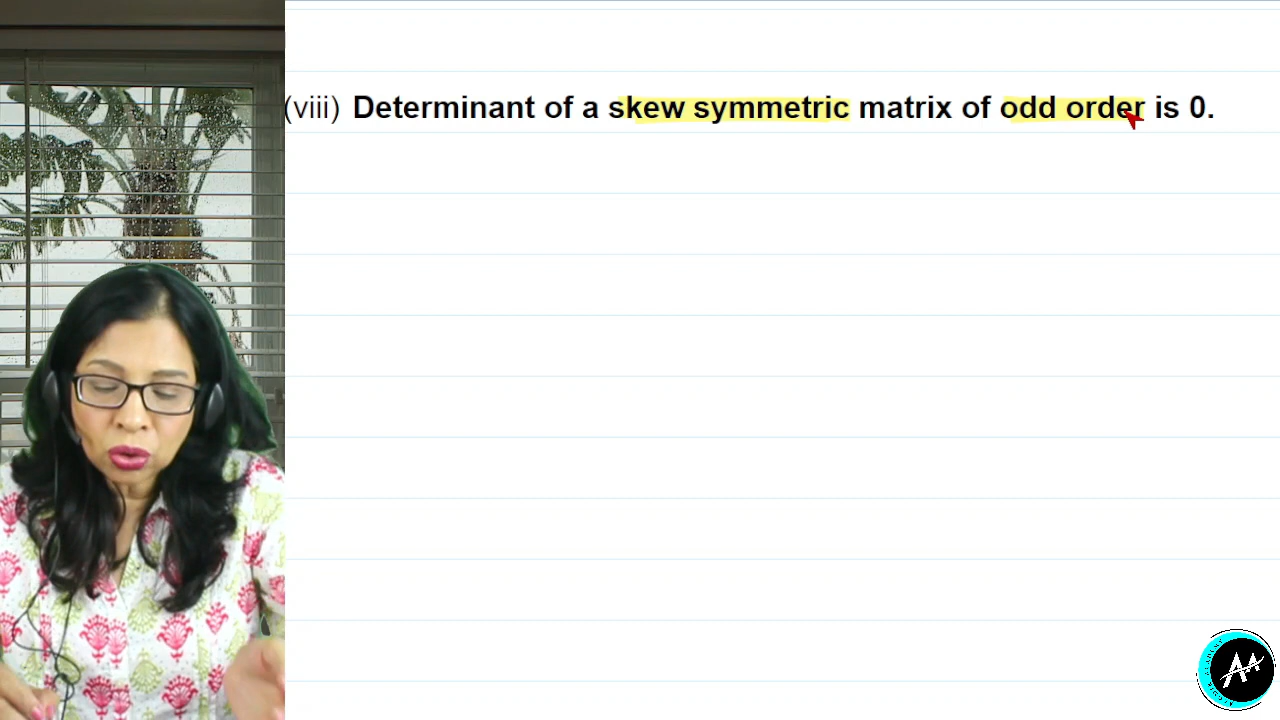 (viii) Determinant of a skew symmetric matrix of odd order is 0.